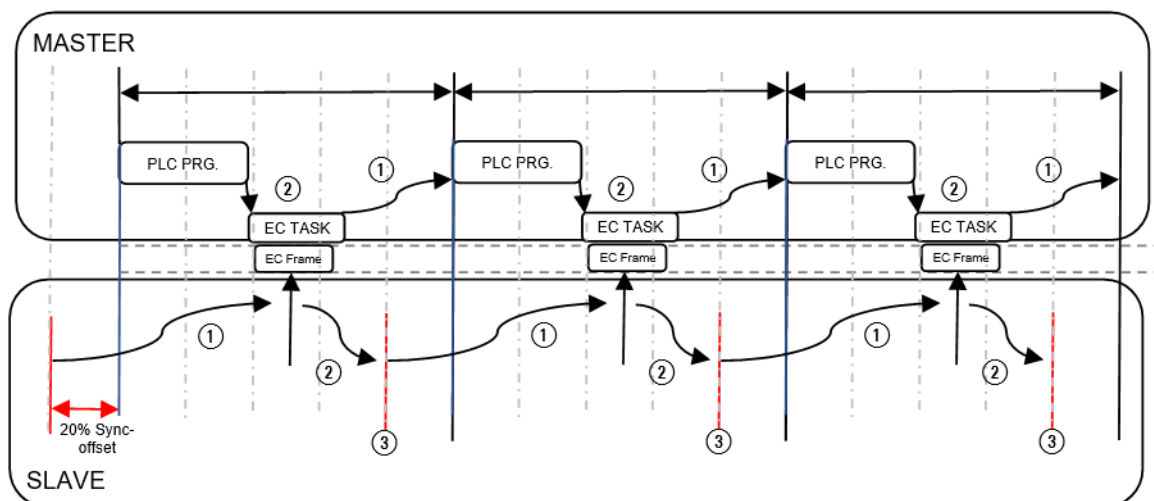 MASTER
PLC PRG.
②
①
PLC PRG.
②
①
PLC PRG.
②
①
EC TASK
EC TASK
EC TASK
EC Frame
EC Frame
EC Frame
①
②
①
②
①
②
20% Sync-
offset
③
③
③
SLAVE